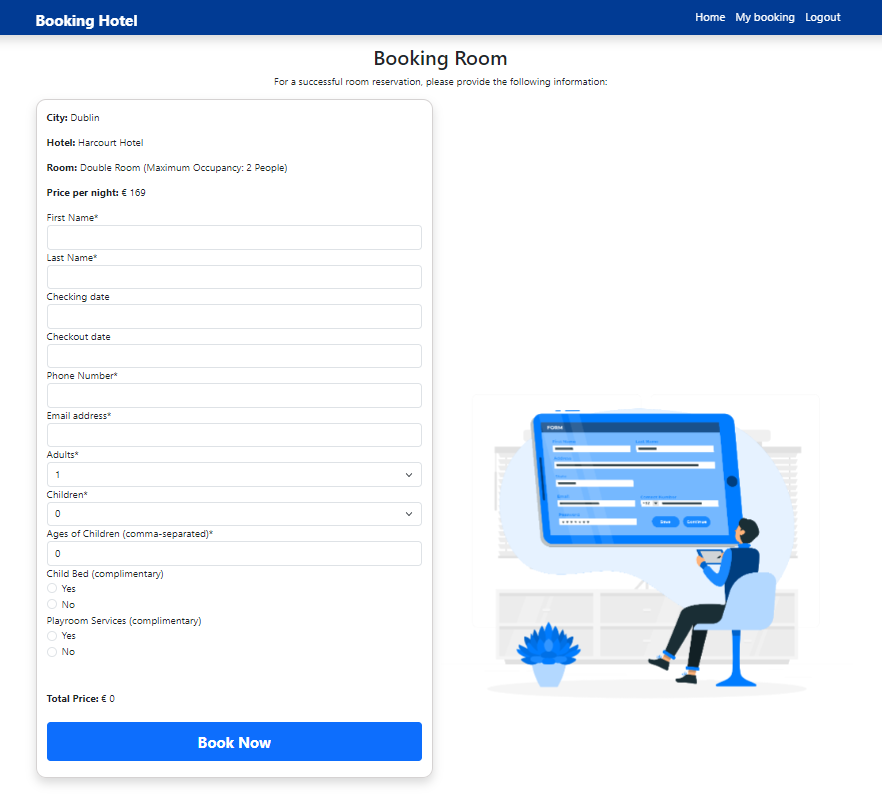 Booking Hotel
Home My booking Logout
Booking Room
For a successful room reservation, please provide the following information:
City: Dublin
Hotel: Harcourt Hotel
Room: Double Room (Maximum Occupancy: 2 People)
Price per night: € 169
First Name*
Last Name*
Checking date
Checkout date
Phone Number*
Email address*
Adults*
1
Children*
0
Ages of Children (comma-separated)*
0
Child Bed (complimentary)
Yes
No
Playroom Services (complimentary)
Yes
No
Total Price: € 0
Book Now
FORM